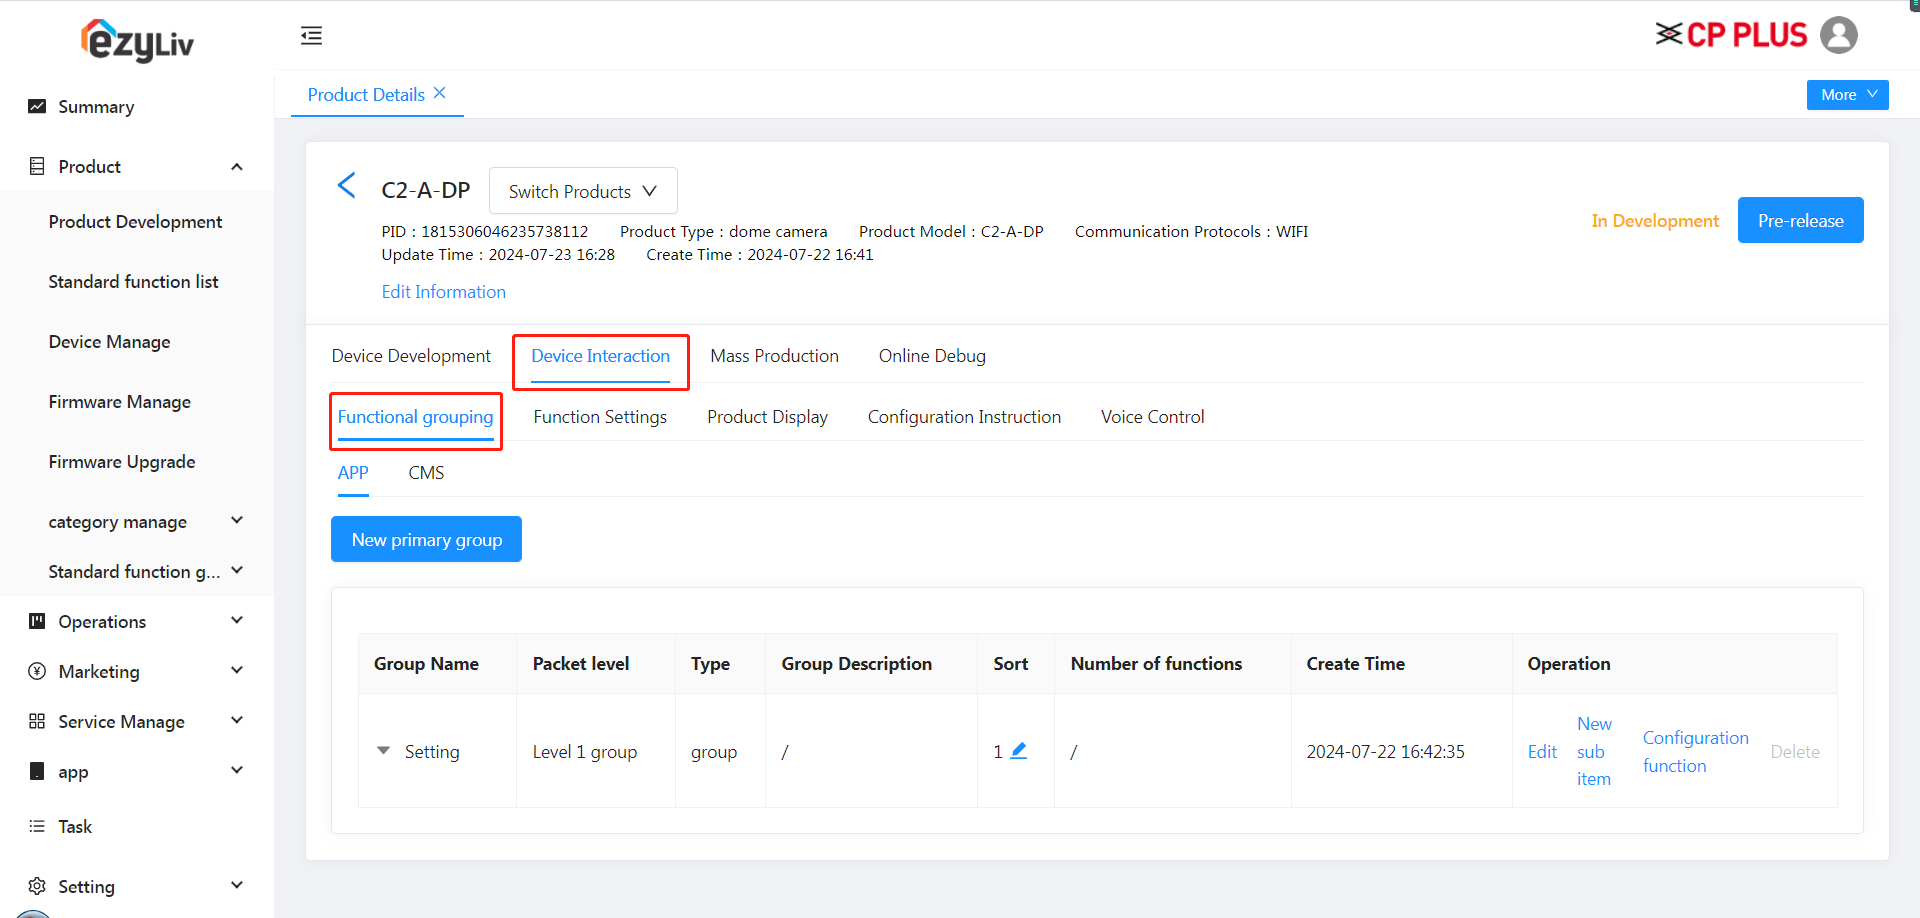 ezyLiv
CP PLUS
Summary
Product Details
More
Product
C2-A-DP
Switch Products
PID : 1815306046235738112 Product Type : dome camera Product Model : C2-A-DP Communication Protocols : WIFI
Update Time : 2024-07-23 16:28 Create Time : 2024-07-22 16:41
Edit Information
In Development
Pre-release
Product Development
Standard function list
Device Manage
Firmware Manage
Firmware Upgrade
category manage
Standard function g...
Operations
Marketing
Service Manage
app
Task
Setting
Device Development Device Interaction Mass Production Online Debug
Functional grouping Function Settings Product Display Configuration Instruction Voice Control
APP CMS
New primary group
Group Name Packet level Type Group Description Sort Number of functions Create Time Operation
Setting Level 1 group group / 1 / 2024-07-22 16:42:35 Edit
New
sub
item
Configuration
function
Delete